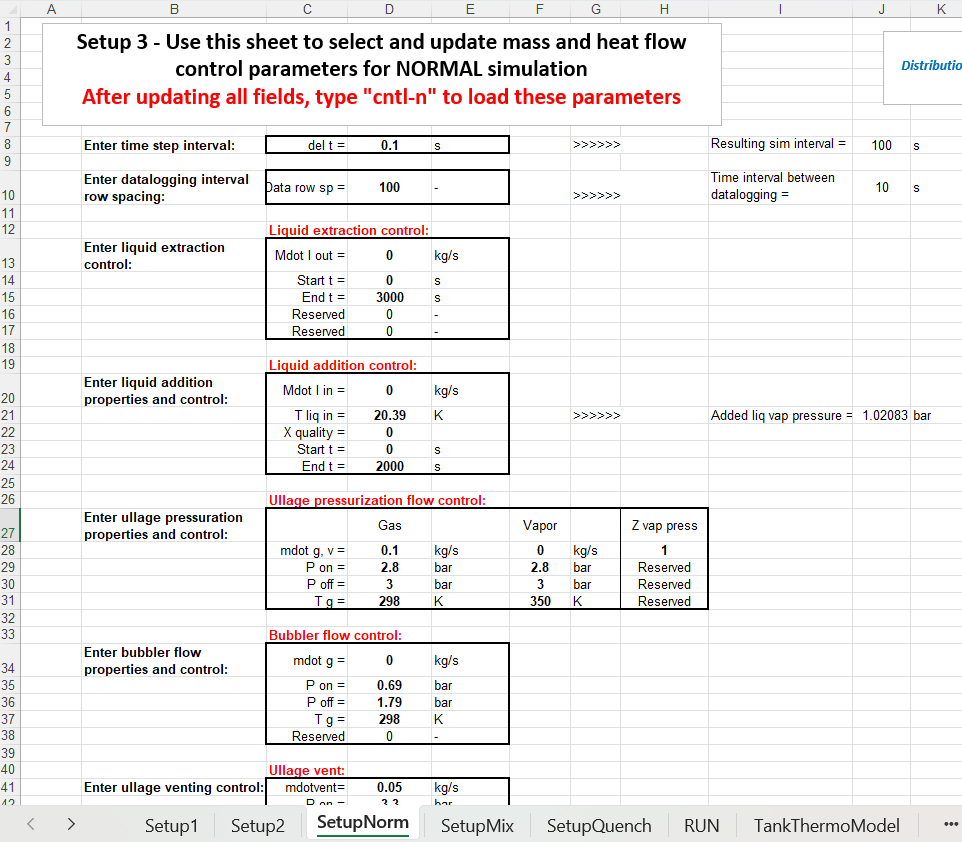 A B C D E F G H I J K
1
2
3
4
5
6
Setup 3 - Use this sheet to select and update mass and heat flow
control parameters for NORMAL simulation
After updating all fields, type "cntl-n" to load these parameters
Distributio
7
8 Enter time step interval: del t = 0.1 s >>>>>> Resulting sim interval = 100 s
9
Enter datalogging interval Time interval between
10 row spacing: Data row sp = 100 - >>>>>> datalogging = 10 s
11
12 Liquid extraction control:
Enter liquid extraction
13 control: Mdot l out = 0 kg/s
14 Start t = 0 s
15 End t = 3000 s
16 Reserved 0 -
17 Reserved 0 -
18
19 Liquid addition control:
Enter liquid addition
20 properties and control: Mdot l in = 0 kg/s
21 T liq in = 20.39 K >>>>>> Added liq vap pressure = 1.02083 bar
22 X quality = 0
23 Start t = 0 s
24 End t = 2000 s
25
26 Ullage pressurization flow control:
Enter ullage pressuration
27 properties and control: Gas Vapor Z vap press
28 mdot g, v = 0.1 kg/s 0 kg/s 1
29 P on = 2.8 bar 2.8 bar Reserved
30 P off = 3 bar 3 bar Reserved
31 T g = 298 K 350 K Reserved
32
33 Bubbler flow control:
Enter bubbler flow
34 properties and control: mdot g = 0 kg/s
35 P on = 0.69 bar
36 P off = 1.79 bar
37 T g = 298 K
38 Reserved 0 -
39
40 Ullage vent:
41 Enter ullage venting control: mdotvent= 0.05 kg/s
42 P on = 3.3 bar
Setup1 Setup2 SetupNorm SetupMix SetupQuench RUN TankThermoModel